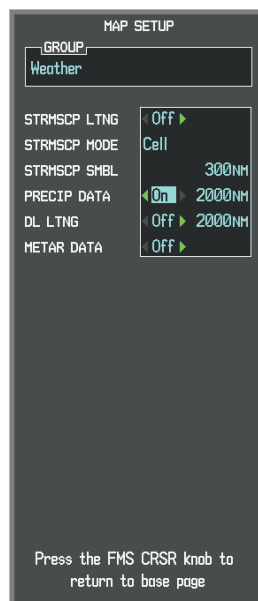 MAP SETUP
GROUP
Weather
STRMSCP LTNG Off
STRMSCP MODE Cell
STRMSCP SMBL 300NM
PRECIP DATA On 2000NM
DL LTNG Off 2000NM
METAR DATA Off
Press the FMS CRSR knob to
return to base page